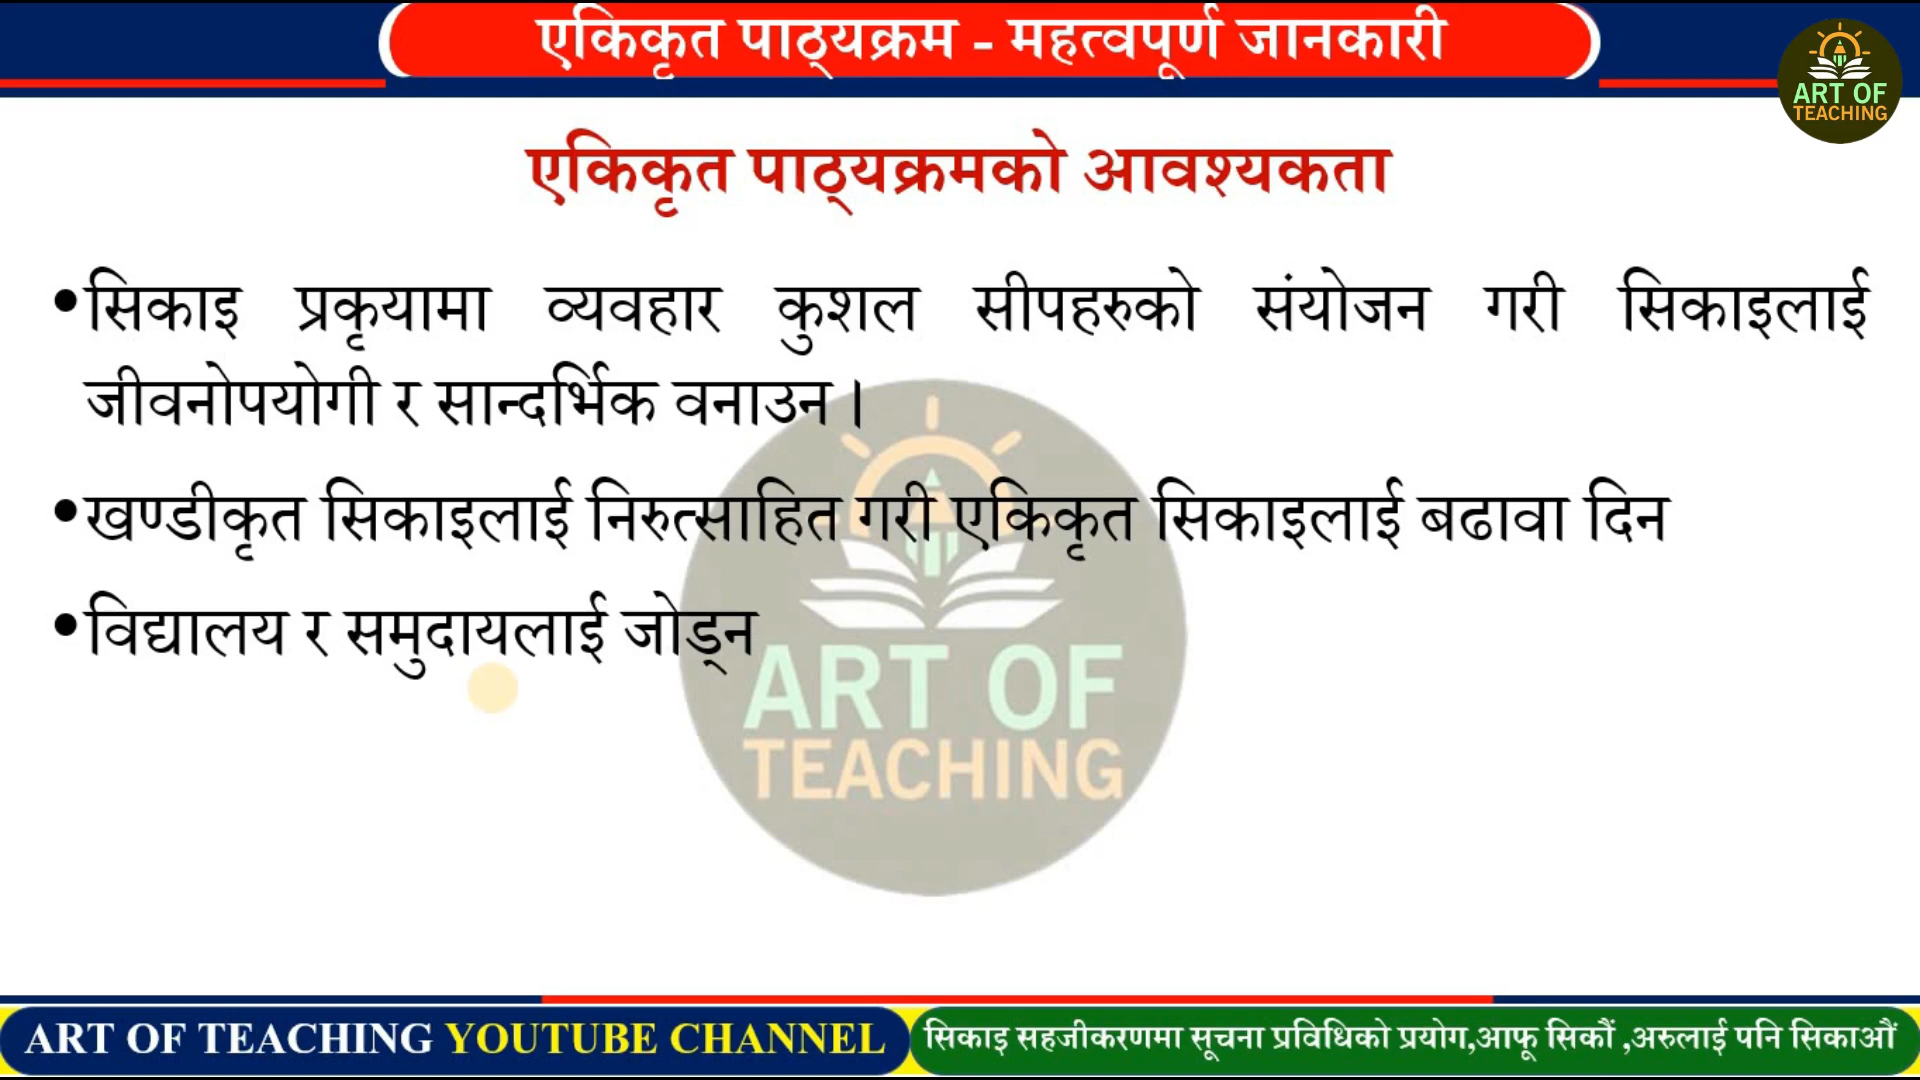 एकिकृत पाठ्यक्रम - महत्वपूर्ण जानकारी
ART OF
TEACHING
एकिकृत पाठ्यक्रमको आवश्यकता
•सिकाइ प्रकृयामा व्यवहार कुशल सीपहरुको संयोजन गरी सिकाइलाई
जीवनोपयोगी र सान्दर्भिक वनाउन ।
•खण्डीकृत सिकाइलाई निरुत्साहित गरी एकिकृत सिकाइलाई बढावा दिन
•विद्यालय र समुदायलाई जोड्न
ART OF
TEACHING
ART OF TEACHING YOUTUBE CHANNEL
सिकाइ सहजीकरणमा सूचना प्रविधिको प्रयोग,आफू सिकौं ,अरुलाई पनि सिकाऔं